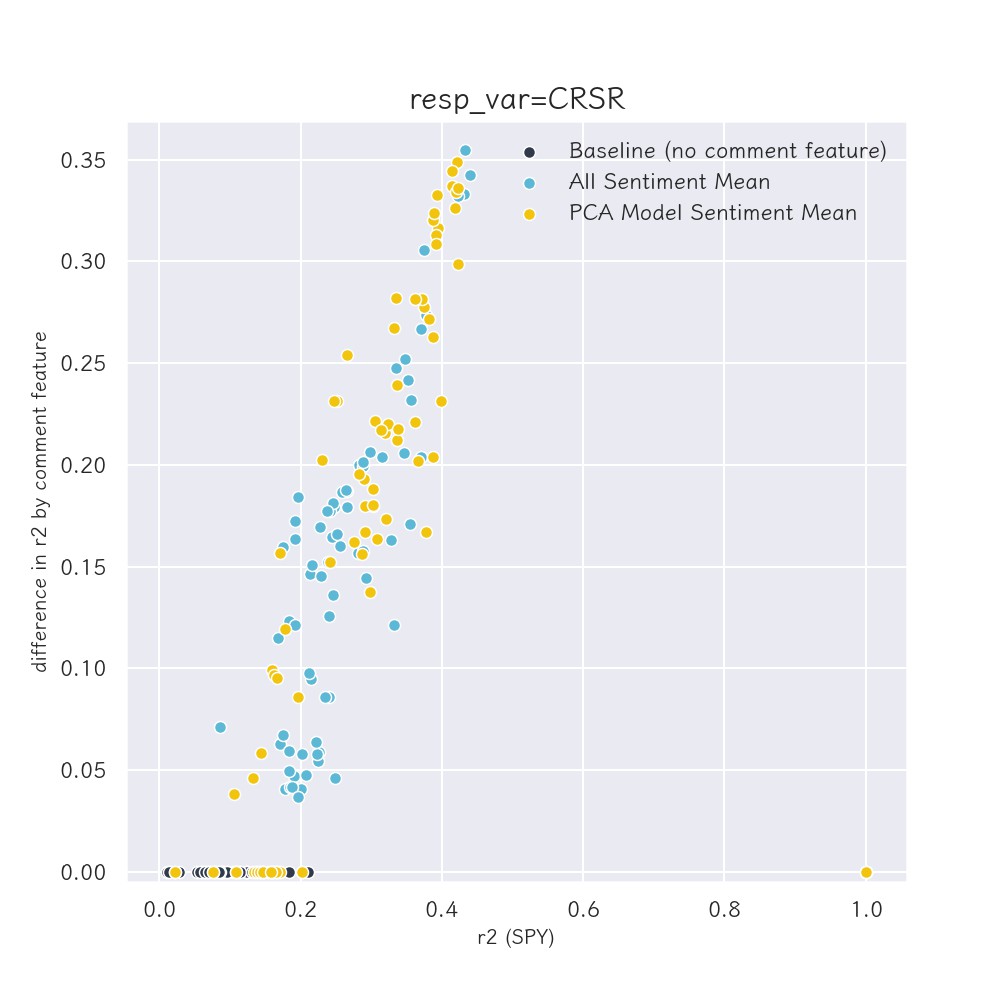 resp_var=CRSR
Baseline (no comment feature)
All Sentiment Mean
PCA Model Sentiment Mean
difference in r2 by comment feature
0.35
0.30
0.25
0.20
0.15
0.10
0.05
0.00
0.0 0.2 0.4 0.6 0.8 1.0
r2 (SPY)